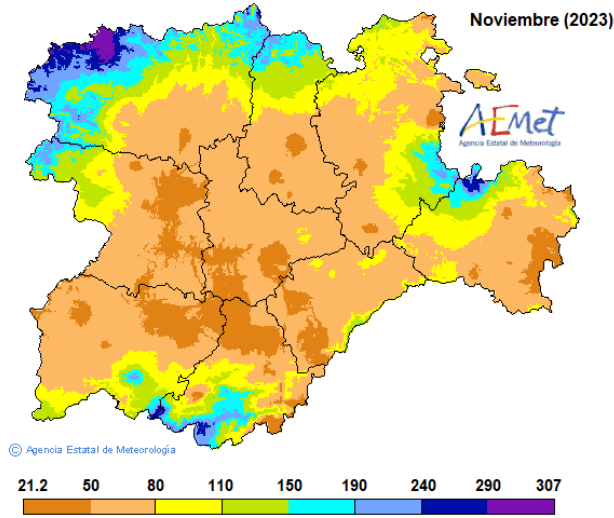 Noviembre (2023)
AEmet
Agencia Estatal de Meteorología
© Agencia Estatal de Meteorología
21.2 50 80 110 150 190 240 290 307